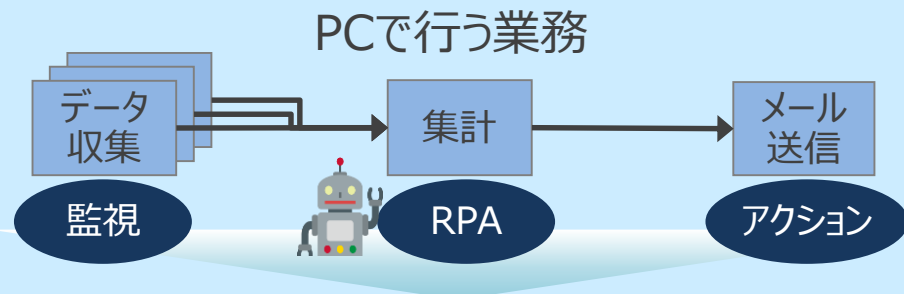 PCで行う業務
データ
収集
集計
メール
送信
監視
RPA
アクション